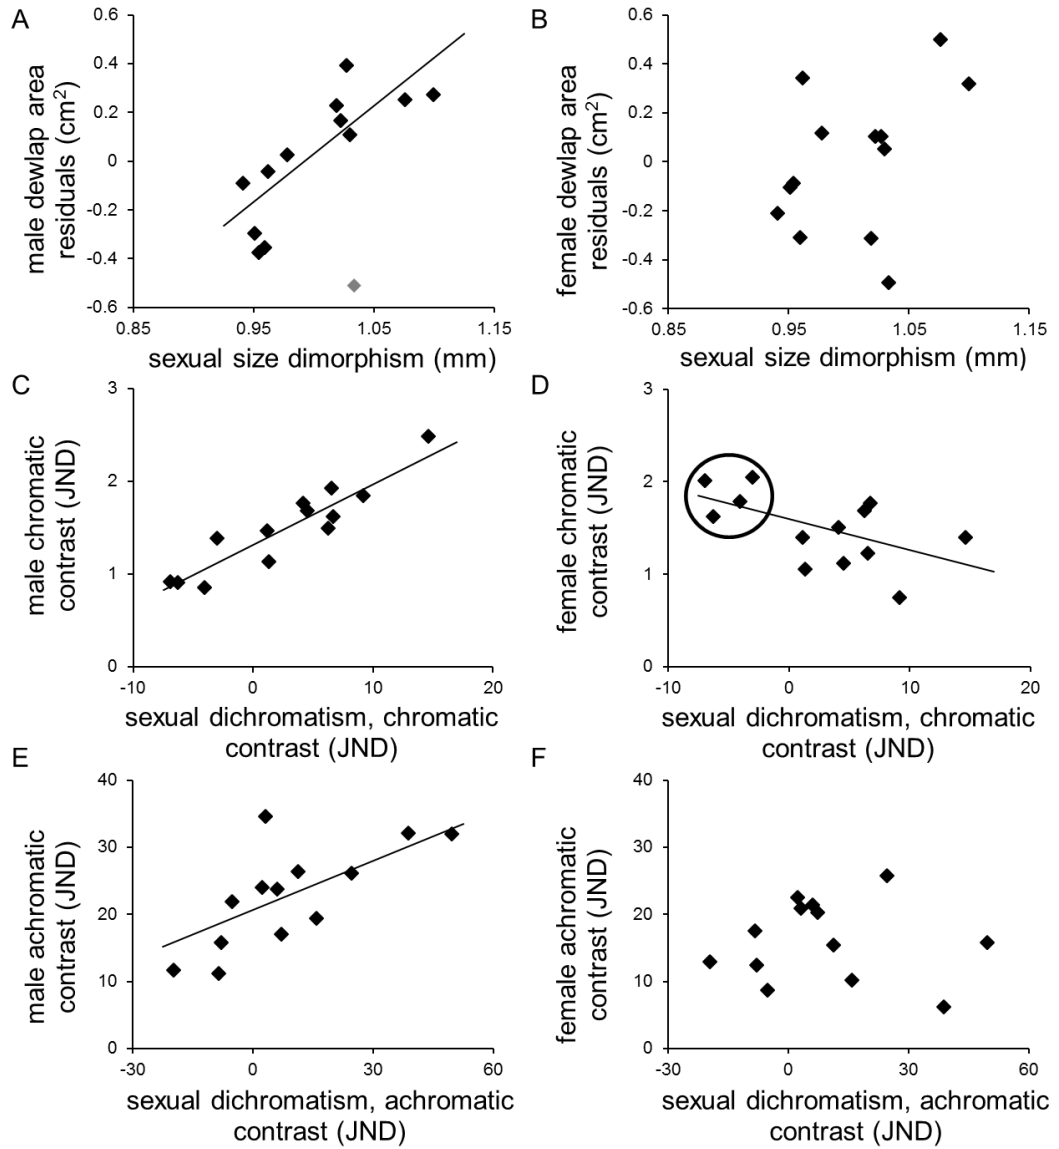 A
0.6
0.4
0.2
0
-0.2
-0.4
-0.6
male dewlap area
residuals (cm²)
0.85
0.95
1.05
1.15
sexual size dimorphism (mm)
B
0.6
0.4
0.2
0
-0.2
-0.4
-0.6
female dewlap area
residuals (cm²)
0.85
0.95
1.05
1.15
sexual size dimorphism (mm)
C
3
2
1
0
male chromatic
contrast (JND)
-10
0
10
20
sexual dichromatism, chromatic
contrast (JND)
D
3
2
1
0
female chromatic
contrast (JND)
-10
0
10
20
sexual dichromatism, chromatic
contrast (JND)
E
40
30
20
10
0
male achromatic
contrast (JND)
-30
0
30
60
sexual dichromatism, achromatic
contrast (JND)
F
40
30
20
10
0
female achromatic
contrast (JND)
-30
0
30
60
sexual dichromatism, achromatic
contrast (JND)